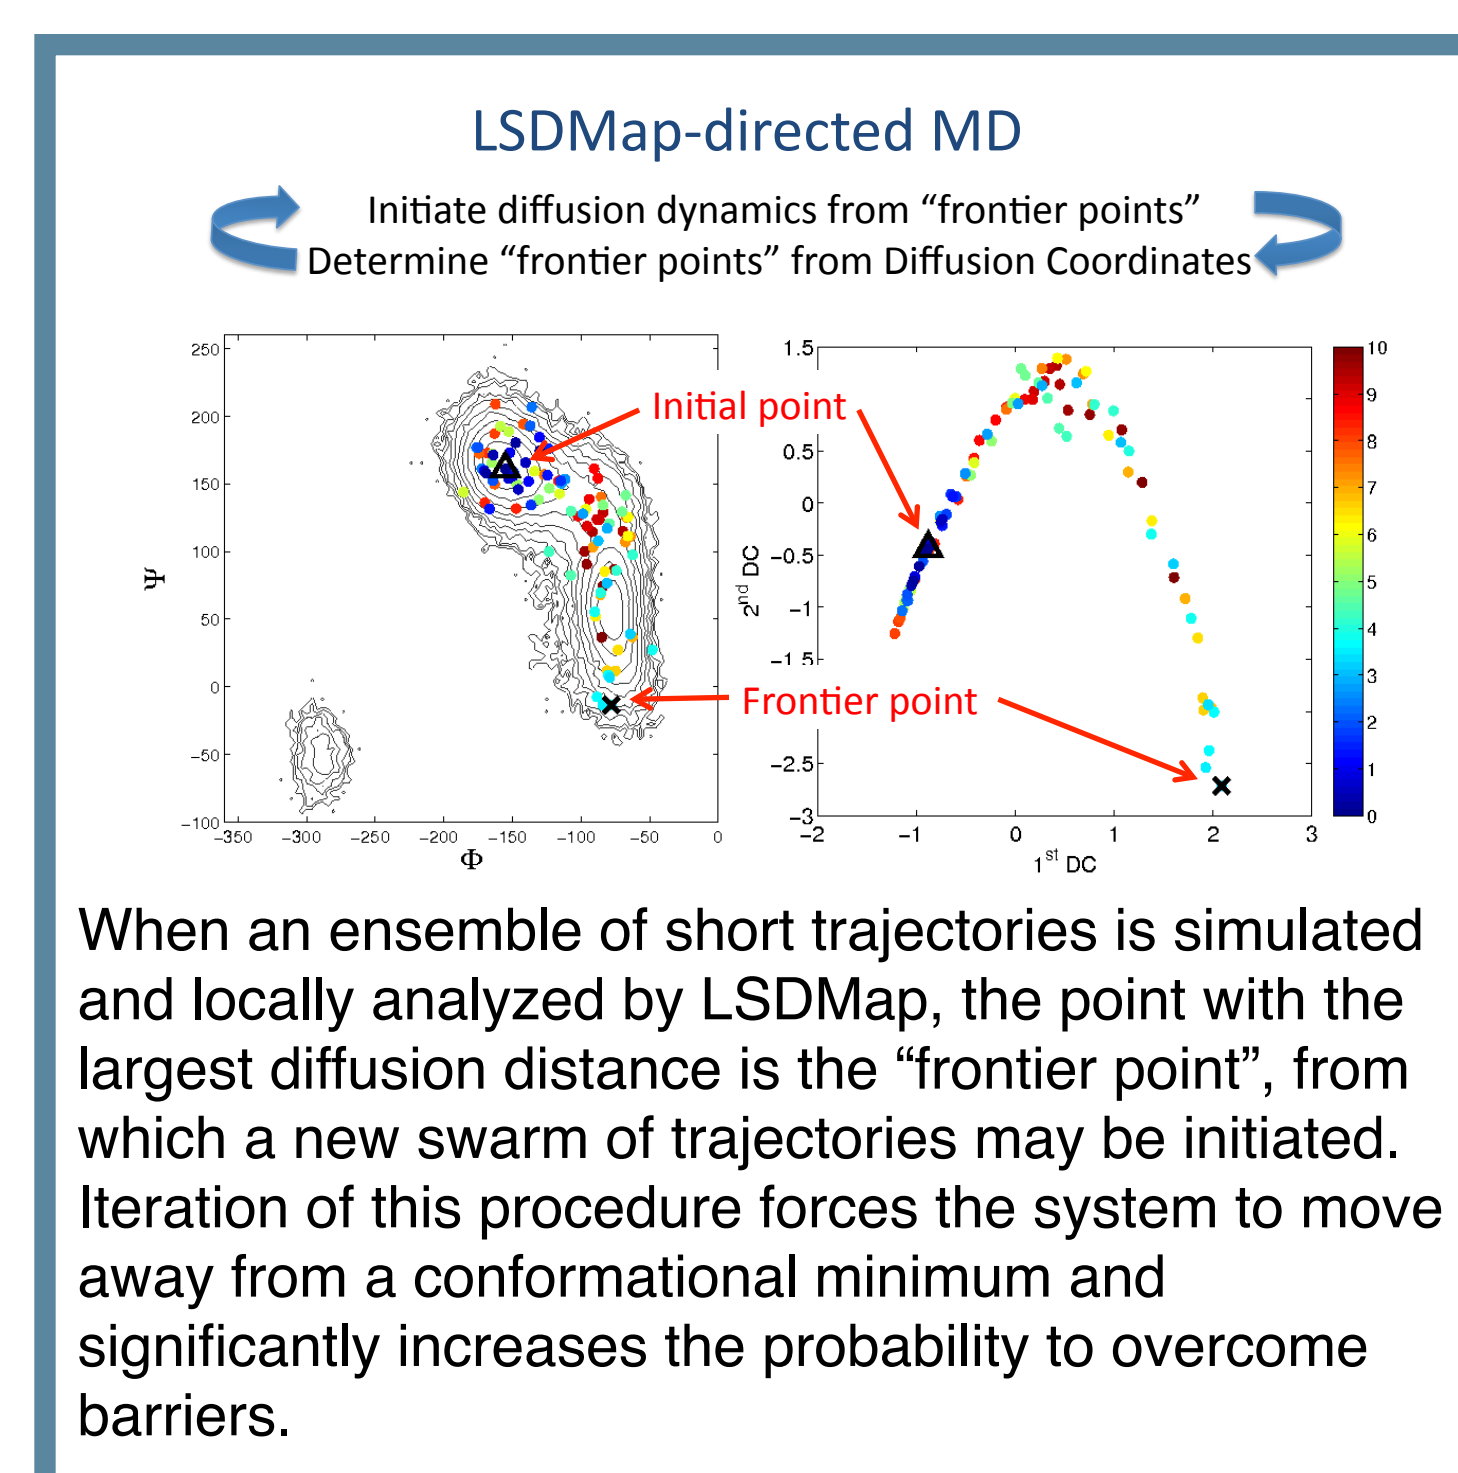 LSDMap-directed MD
Initiate diffusion dynamics from “frontier points”
Determine “frontier points” from Diffusion Coordinates
Initial point
Frontier point
250
200
150
100
50
0
−50
−100
Ψ
−350 −300 −250 −200 −150 −100 −50 0
Φ
1.5
0.5
0
−0.5
−1
−1.5
−2.5
−3
2nd DC
−2 −1 0 1 2 3
1st DC
10
9
8
7
6
5
4
3
2
1
0
When an ensemble of short trajectories is simulated
and locally analyzed by LSDMap, the point with the
largest diffusion distance is the “frontier point”, from
which a new swarm of trajectories may be initiated.
Iteration of this procedure forces the system to move
away from a conformational minimum and
significantly increases the probability to overcome
barriers.